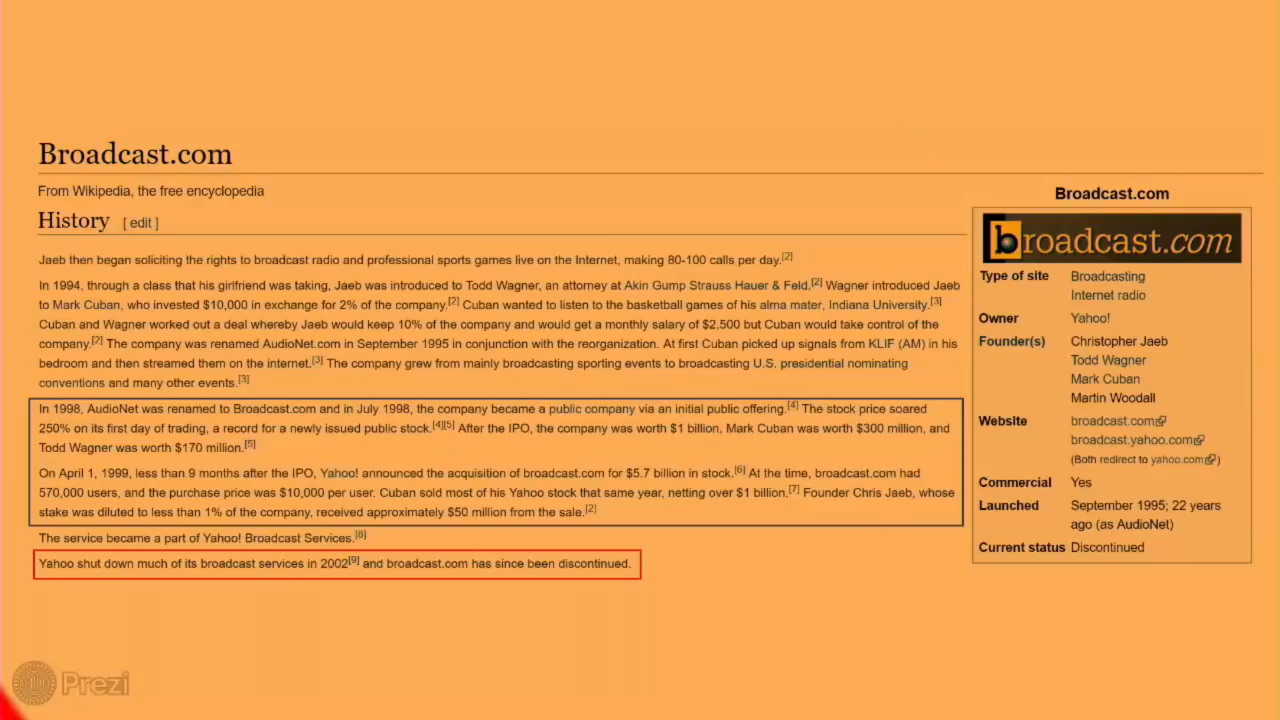 Broadcast.com
From Wikipedia, the free encyclopedia
History [ edit ]
Jaeb then began soliciting the rights to broadcast radio and professional sports games live on the Internet, making 80-100 calls per day.[2]
In 1994, through a class that his girlfriend was taking, Jaeb was introduced to Todd Wagner, an attorney at Akin Gump Strauss Hauer & Feld.[2] Wagner introduced Jaeb
to Mark Cuban, who invested $10,000 in exchange for 2% of the company.[2] Cuban wanted to listen to the basketball games of his alma mater, Indiana University.[3]
Cuban and Wagner worked out a deal whereby Jaeb would keep 10% of the company and would get a monthly salary of $2,500 but Cuban would take control of the
company.[2] The company was renamed AudioNet.com in September 1995 in conjunction with the reorganization. At first Cuban picked up signals from KLIF (AM) in his
bedroom and then streamed them on the internet.[3] The company grew from mainly broadcasting sporting events to broadcasting U.S. presidential nominating
conventions and many other events.[3]
In 1998, AudioNet was renamed to Broadcast.com and in July 1998, the company became a public company via an initial public offering.[4] The stock price soared
250% on its first day of trading, a record for a newly issued public stock.[4][5] After the IPO, the company was worth $1 billion, Mark Cuban was worth $300 million, and
Todd Wagner was worth $170 million.[5]
On April 1, 1999, less than 9 months after the IPO, Yahoo! announced the acquisition of broadcast.com for $5.7 billion in stock.[6] At the time, broadcast.com had
570,000 users, and the purchase price was $10,000 per user. Cuban sold most of his Yahoo stock that same year, netting over $1 billion.[7] Founder Chris Jaeb, whose
stake was diluted to less than 1% of the company, received approximately $50 million from the sale.[2]
The service became a part of Yahoo! Broadcast Services.[8]
Yahoo shut down much of its broadcast services in 2002[9] and broadcast.com has since been discontinued.
Broadcast.com
broadcast.com
Type of site Broadcasting
Internet radio
Owner Yahoo!
Founder(s) Christopher Jaeb
Todd Wagner
Mark Cuban
Martin Woodall
Website broadcast.com
broadcast.yahoo.com
(Both redirect to yahoo.com)
Commercial Yes
Launched September 1995; 22 years
ago (as AudioNet)
Current status Discontinued
Prezi